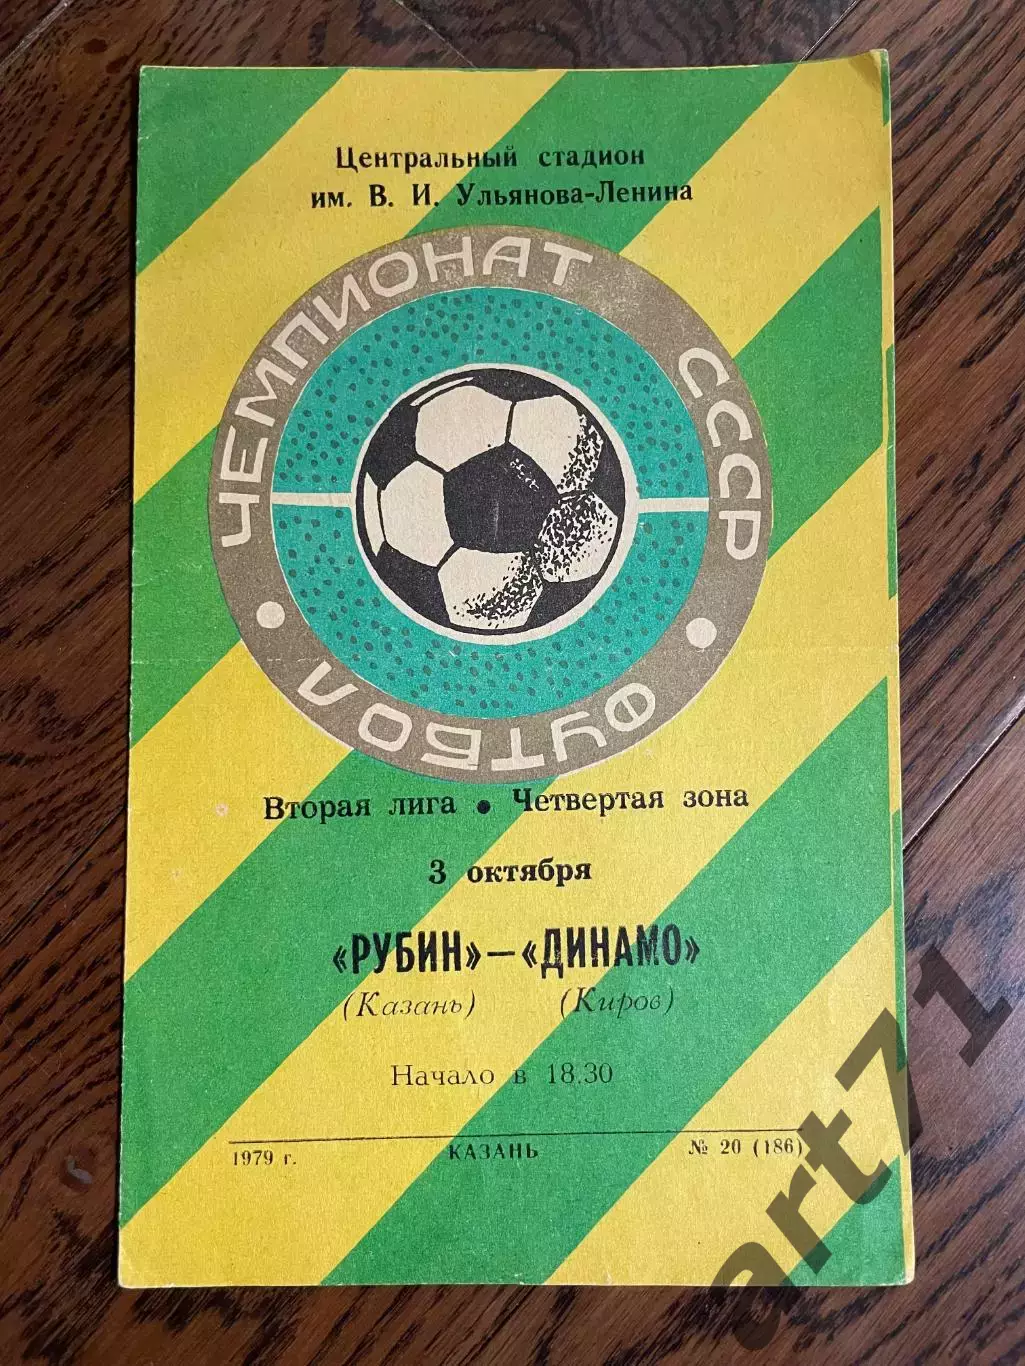 Центральный стадион
им. В. И. Ульянова-Ленина
ЧЕМПИОНАТ СССР
ФУТБОЛ
Вторая лига • Четвертая зона
3 октября
«РУБИН» — «ДИНАМО»
(Казань) (Киров)
Начало в 18.30
1979 г. КАЗАНЬ № 20 (186)
art71